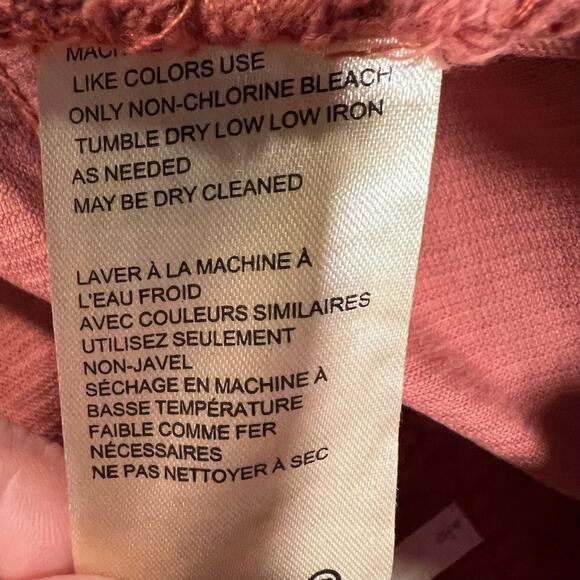 LIKE COLORS USE
ONLY NON-CHLORINE BLEACH
TUMBLE DRY LOW LOW IRON
AS NEEDED
MAY BE DRY CLEANED
LAVER À LA MACHINE À
L'EAU FROID
AVEC COULEURS SIMILAIRES
UTILISEZ SEULEMENT
NON-JAVEL
SÉCHAGE EN MACHINE À
BASSE TEMPÉRATURE
FAIBLE COMME FER
NÉCESSAIRES
NE PAS NETTOYER À SEC